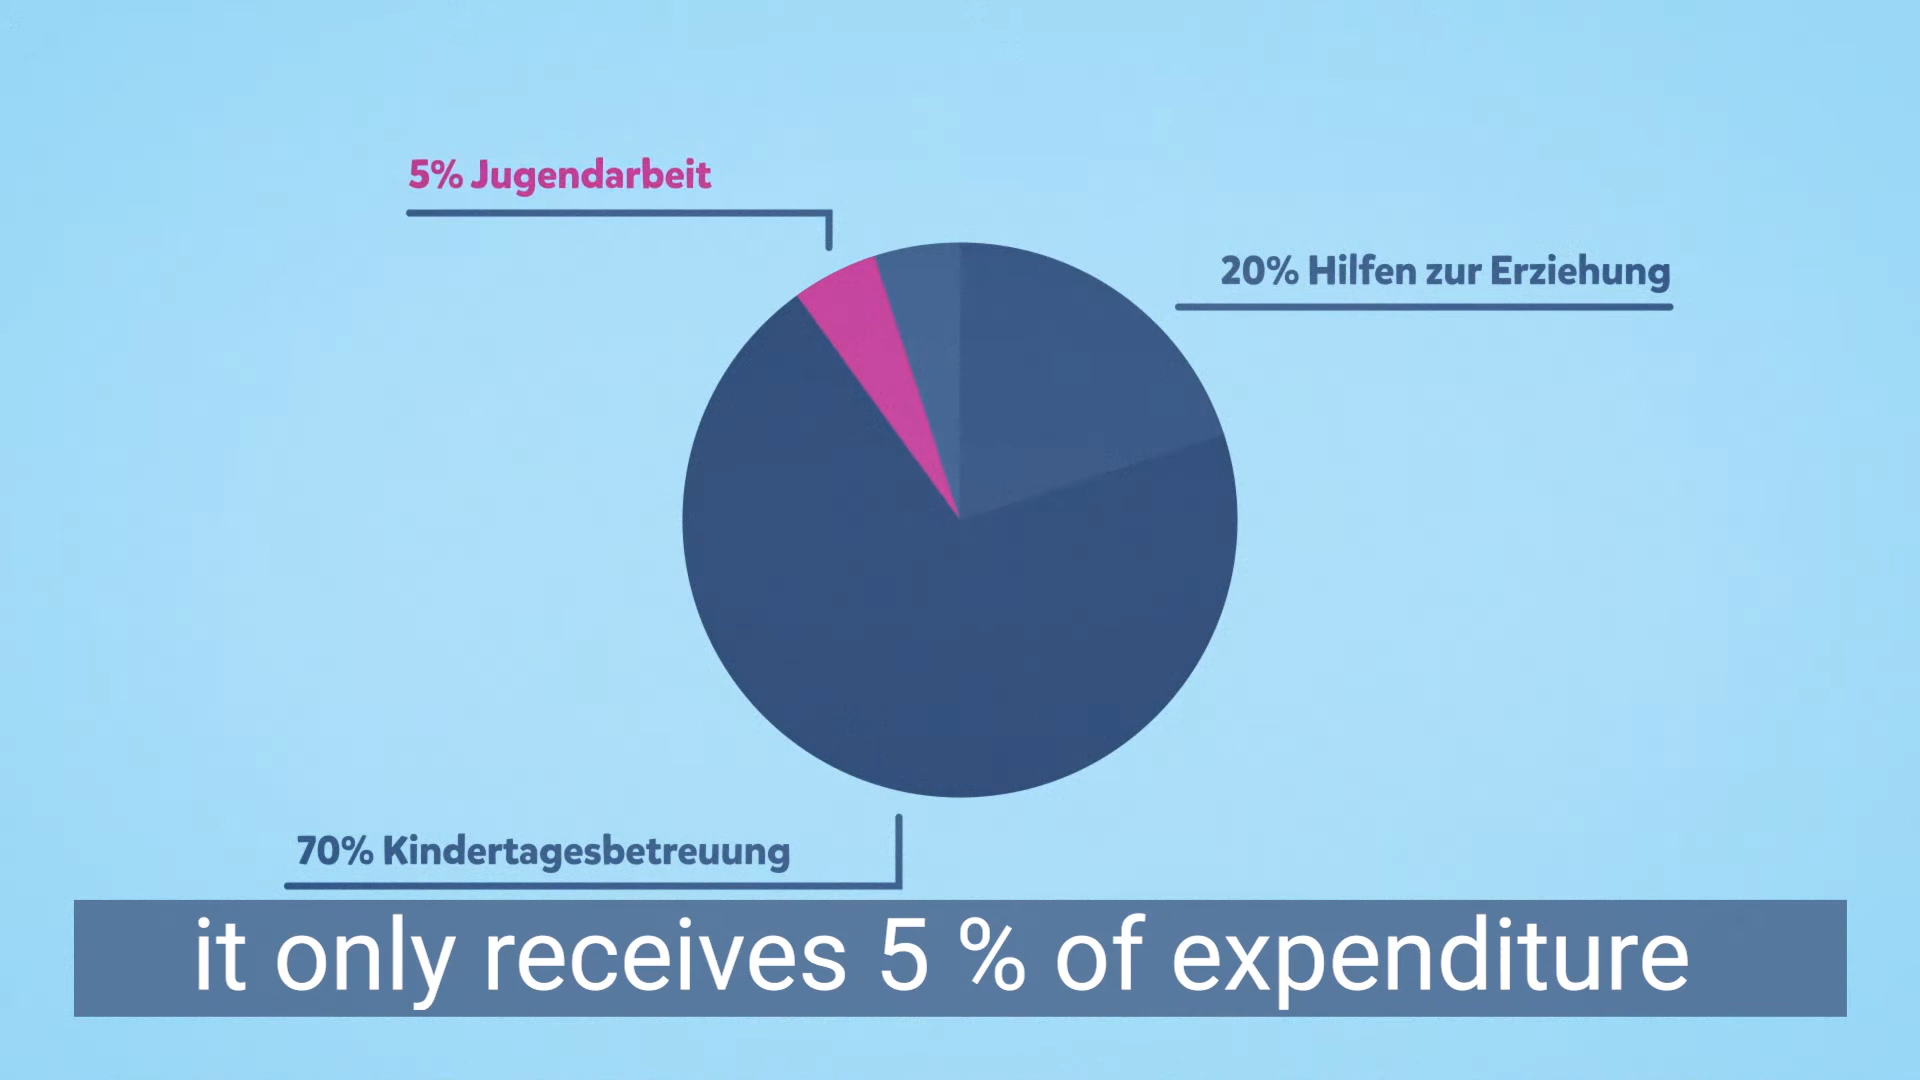 5% Jugendarbeit
20% Hilfen zur Erziehung
70% Kindertagesbetreuung
it only receives 5 % of expenditure